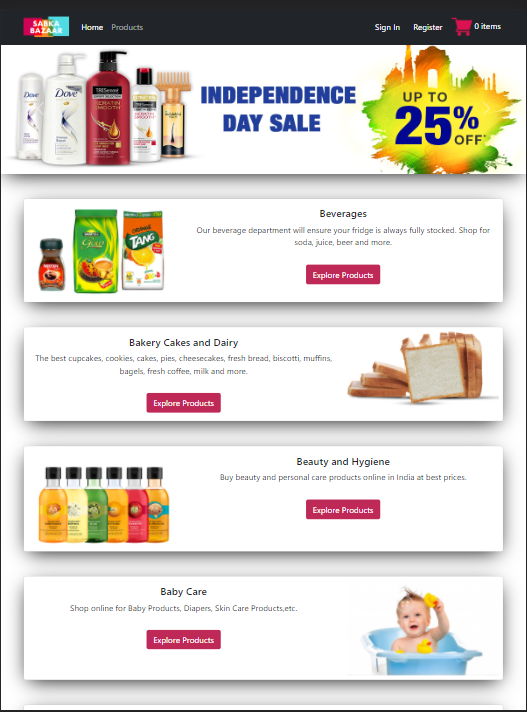 SABKA
BAZAAR
Home
Products
Sign In
Register
0 items
Dove
Dove
TRESemmé
KERATIN
SMOOTH
INDEPENDENCE
DAY SALE
UP TO
25%
OFF*
Beverages
Our beverage department will ensure your fridge is always fully stocked. Shop for
soda, juice, beer and more.
Explore Products
NESCAFE
Gold
TANG
Bakery Cakes and Dairy
The best cupcakes, cookies, cakes, pies, cheesecakes, fresh bread, biscotti, muffins,
bagels, fresh coffee, milk and more.
Explore Products
Beauty and Hygiene
Buy beauty and personal care products online in India at best prices.
Explore Products
Baby Care
Shop online for Baby Products, Diapers, Skin Care Products,etc.
Explore Products